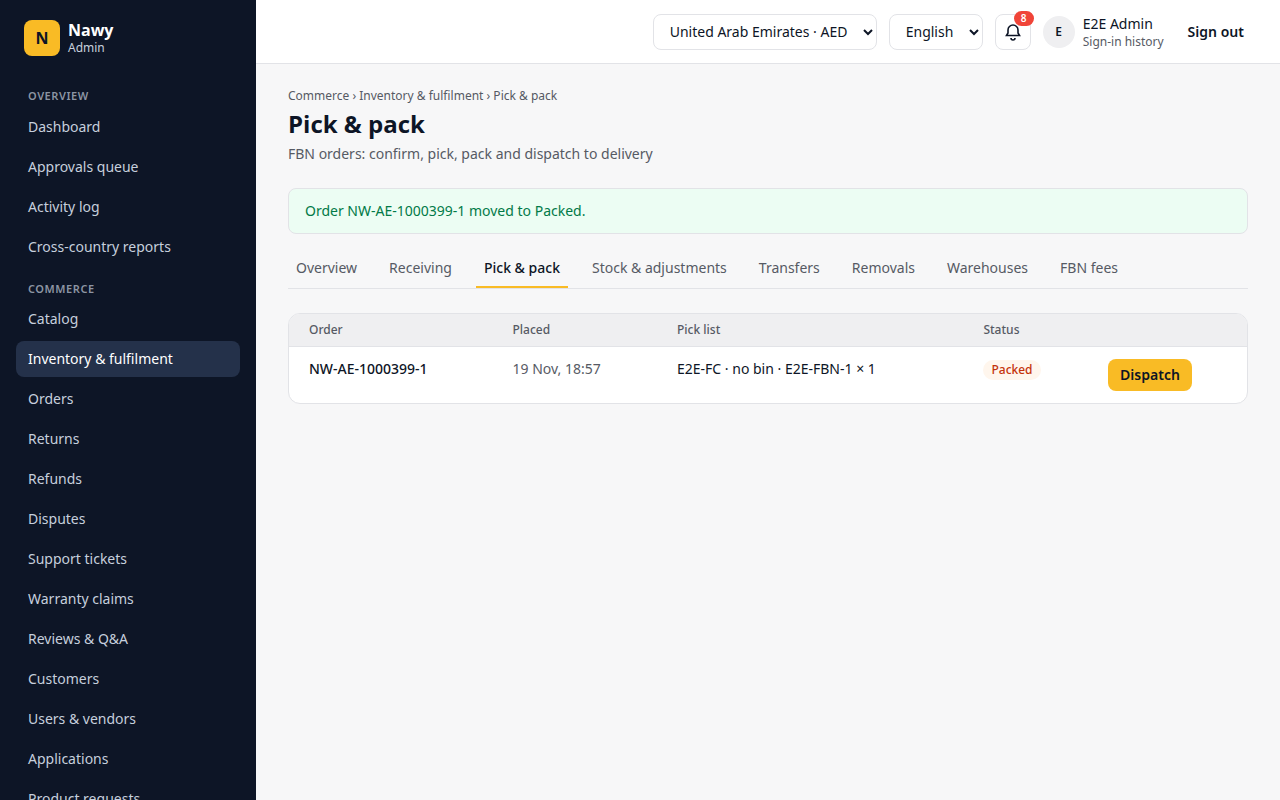 N
Nawy
Admin
United Arab Emirates · AED
English
8
E
E2E Admin
Sign-in history
Sign out
OVERVIEW
Dashboard
Approvals queue
Activity log
Cross-country reports
COMMERCE
Catalog
Inventory & fulfilment
Orders
Returns
Refunds
Disputes
Support tickets
Warranty claims
Reviews & Q&A
Customers
Users & vendors
Applications
Product requests
Commerce › Inventory & fulfilment › Pick & pack
Pick & pack
FBN orders: confirm, pick, pack and dispatch to delivery
Order NW-AE-1000399-1 moved to Packed.
Overview Receiving Pick & pack Stock & adjustments Transfers Removals Warehouses FBN fees
Order Placed Pick list Status
NW-AE-1000399-1 19 Nov, 18:57 E2E-FC · no bin · E2E-FBN-1 × 1 Packed Dispatch